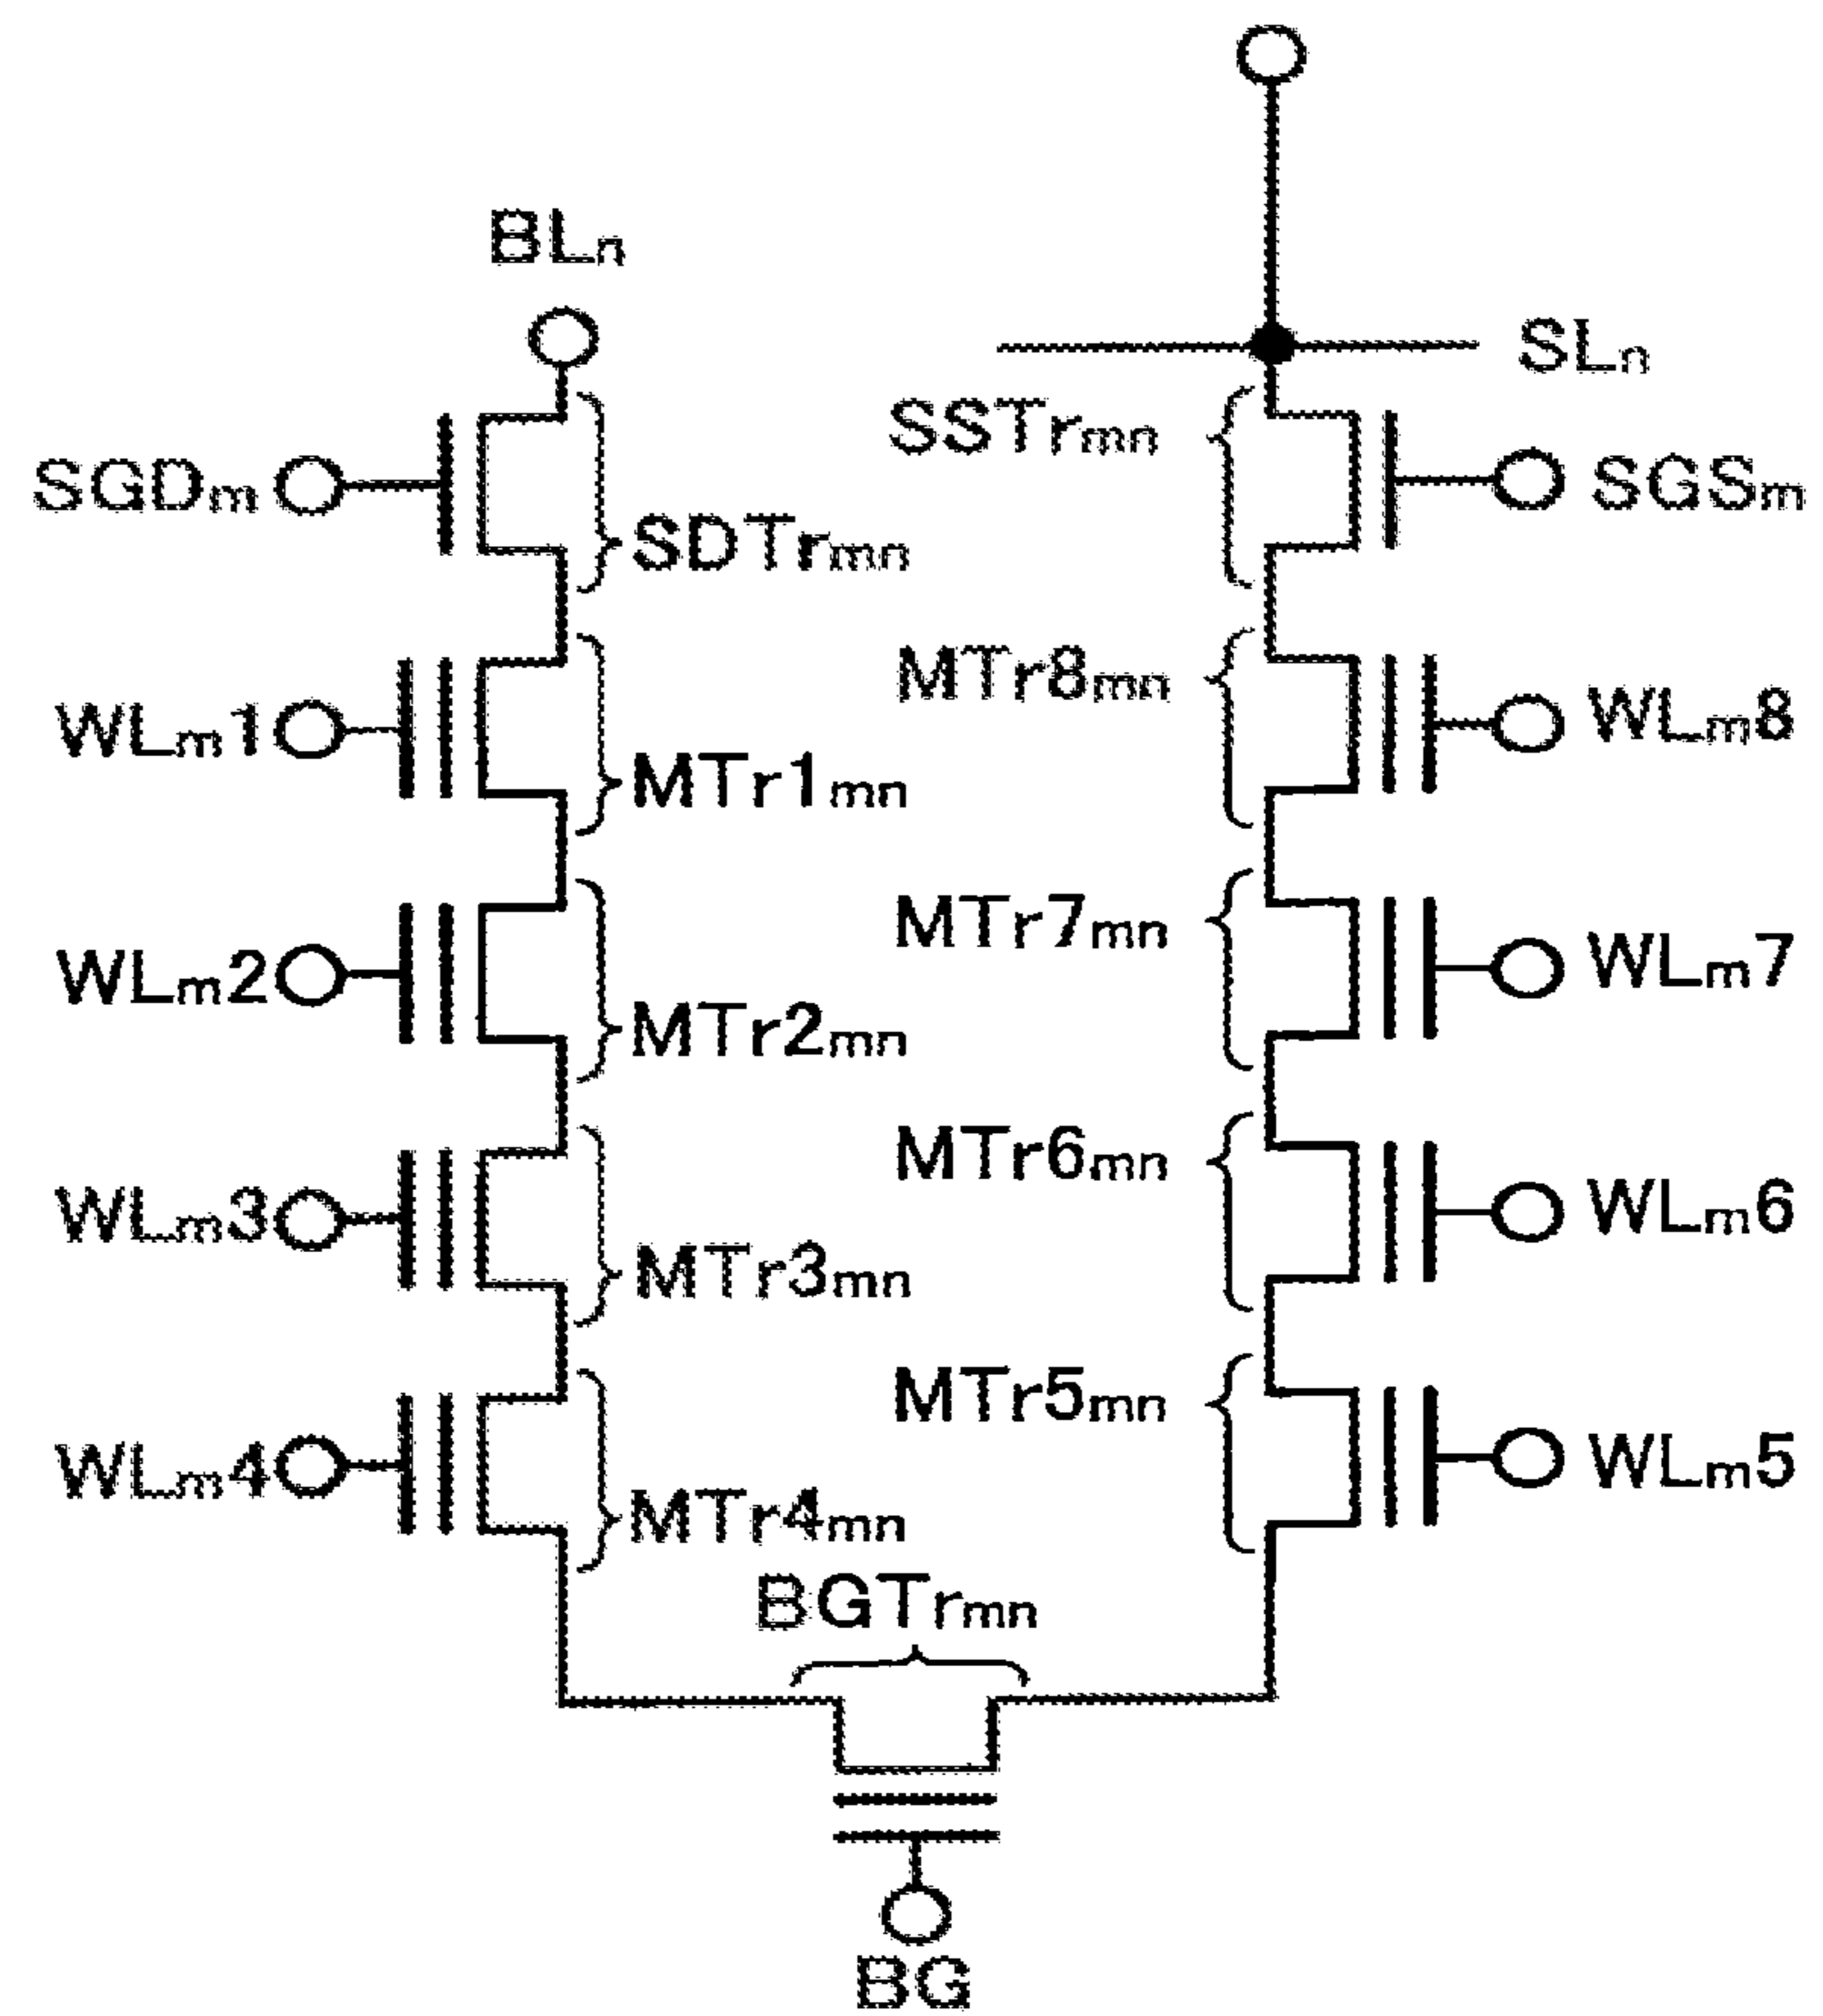 BLn
SLn
SGDm
SDTrmn
SSTrmn
SGSm
WLm1
MTr1mn
MTr8mn
WLm8
WLm2
MTr2mn
MTr7mn
WLm7
WLm3
MTr3mn
MTr6mn
WLm6
WLm4
MTr4mn
MTr5mn
WLm5
BGTrmn
BG